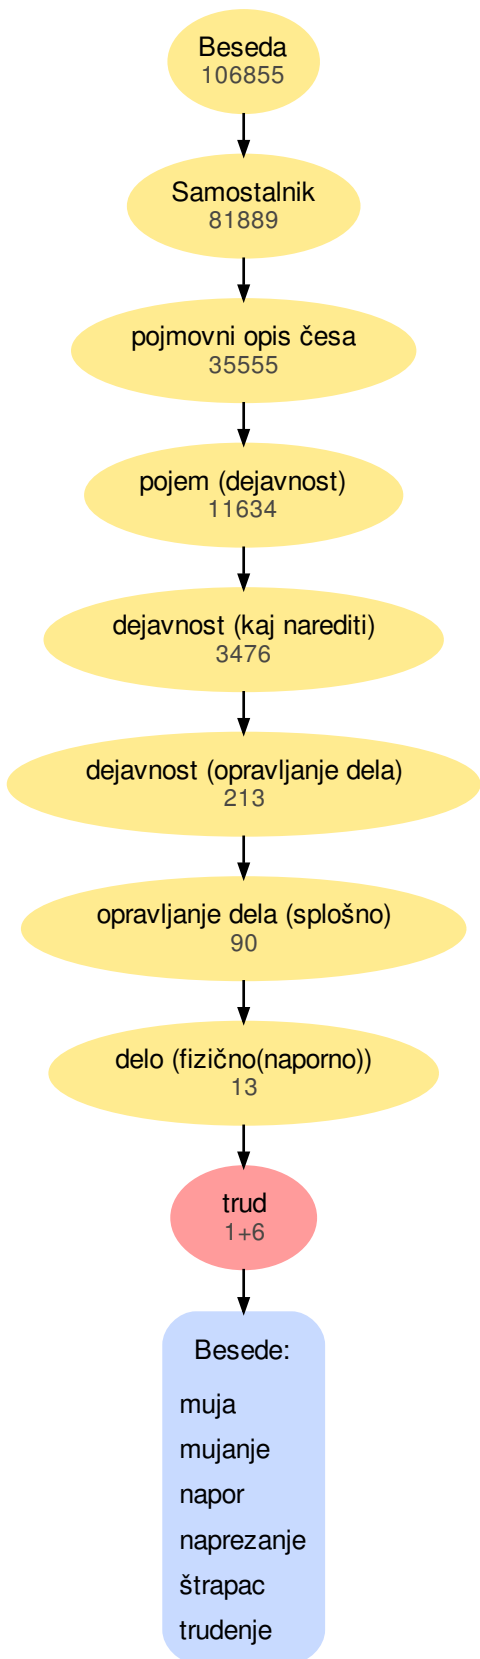 Beseda
106855
Samostalnik
81889
pojmovni opis česa
35555
pojem (dejavnost)
11634
dejavnost (kaj narediti)
3476
dejavnost (opravljanje dela)
213
opravljanje dela (splošno)
90
delo (fizično(naporno))
13
trud
1+6
Besede:
muja
mujanje
napor
naprezanje
štrapac
trudenje